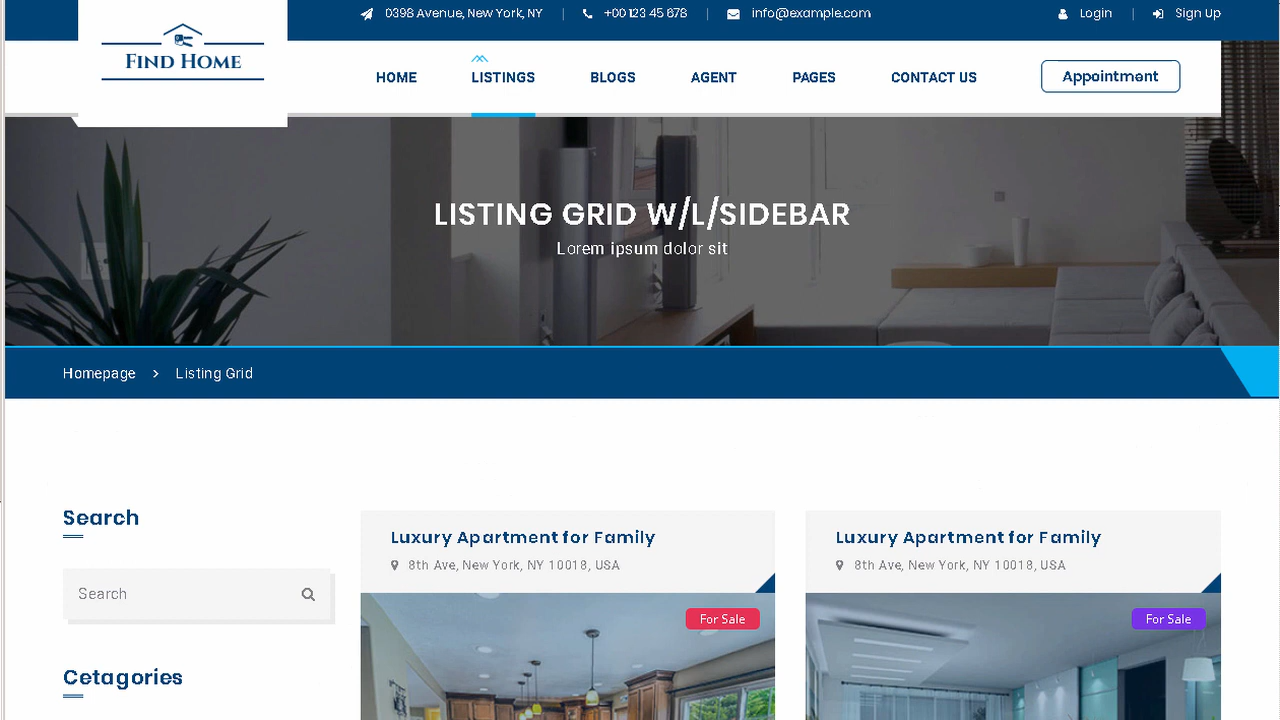 0398 Avenue, New York, NY
+00 123 45 678
info@example.com
Login
Sign Up
FIND HOME
HOME
LISTINGS
BLOGS
AGENT
PAGES
CONTACT US
Appointment
LISTING GRID W/L/SIDEBAR
Lorem ipsum dolor sit
Homepage > Listing Grid
Search
Search
Cetagories
Luxury Apartment for Family
8th Ave, New York, NY 10018, USA
For Sale
Luxury Apartment for Family
8th Ave, New York, NY 10018, USA
For Sale